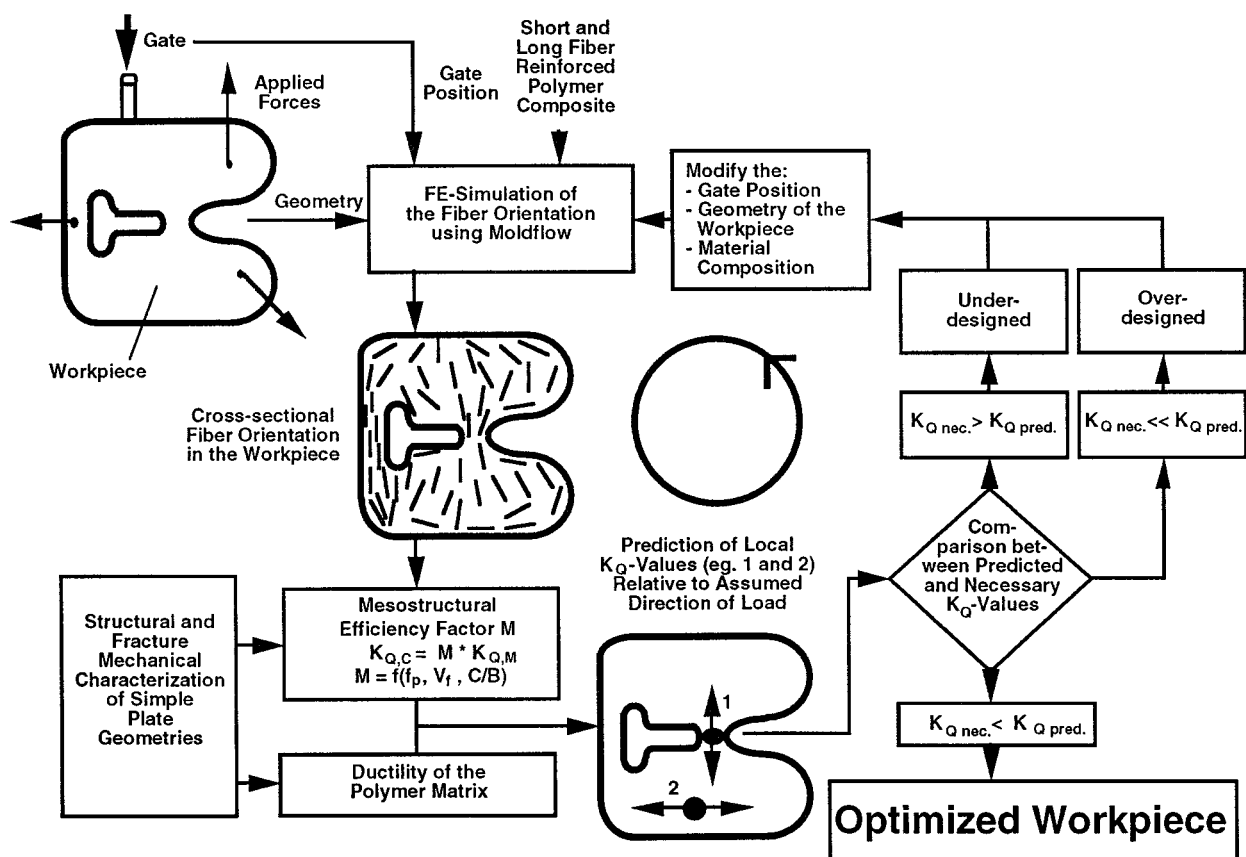 Gate
Applied
Forces
Gate
Position
Short and
Long Fiber
Reinforced
Polymer
Composite
Geometry
Workpiece
FE-Simulation of
the Fiber Orientation
using Moldflow
Modify the:
- Gate Position
- Geometry of the
Workpiece
- Material
Composition
Under-
designed
Over-
designed
K_Q nec. > K_Q pred.
K_Q nec. << K_Q pred.
Cross-sectional
Fiber Orientation
in the Workpiece
Com-
parison bet-
ween Predicted
and Necessary
K_Q-Values
Prediction of Local
K_Q-Values (eg. 1 and 2)
Relative to Assumed
Direction of Load
Structural and
Fracture
Mechanical
Characterization
of Simple
Plate
Geometries
Mesostructural
Efficiency Factor M
K_Q,C = M * K_Q,M
M = f(f_p, V_f , C/B)
Ductility of the
Polymer Matrix
1
2
K_Q nec. < K_Q pred.
Optimized Workpiece